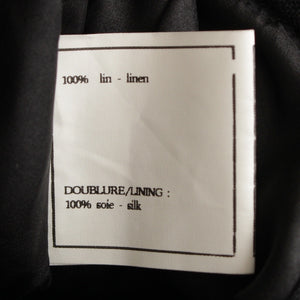 100% lin - linen
DOUBLURE/LINING :
100% soie - silk